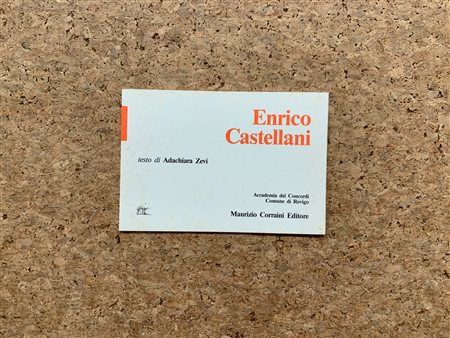 Enrico
Castellani
testo di Adachiara Zevi
Accademia dei Concordi
Comune di Rovigo
Maurizio Corraini Editore